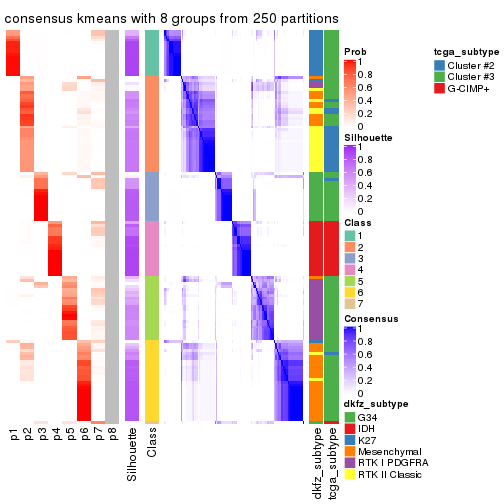 consensus kmeans with 8 groups from 250 partitions
Prob
1
0.8
0.6
0.4
0.2
0
Silhouette
1
0.8
0.6
0.4
0.2
0
Class
1
2
3
4
5
6
7
Consensus
1
0.8
0.6
0.4
0.2
0
dkfz_subtype
G34
IDH
K27
Mesenchymal
RTK I PDGFRA
RTK II Classic
tcga_subtype
Cluster #2
Cluster #3
G-CIMP+
p1
p2
p3
p4
p5
p6
p7
p8
Silhouette
Class
dkfz_subtype
tcga_subtype